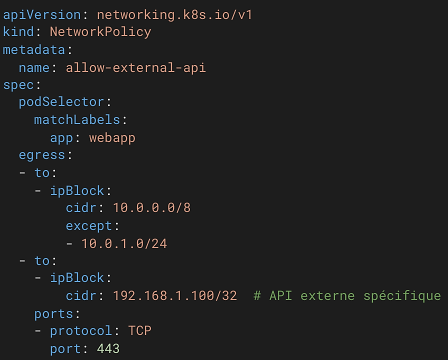 apiVersion: networking.k8s.io/v1
kind: NetworkPolicy
metadata:
  name: allow-external-api
spec:
  podSelector:
    matchLabels:
      app: webapp
  egress:
  - to:
    - ipBlock:
        cidr: 10.0.0.0/8
        except:
        - 10.0.1.0/24
  - to:
    - ipBlock:
        cidr: 192.168.1.100/32  # API externe spécifique
    ports:
    - protocol: TCP
      port: 443